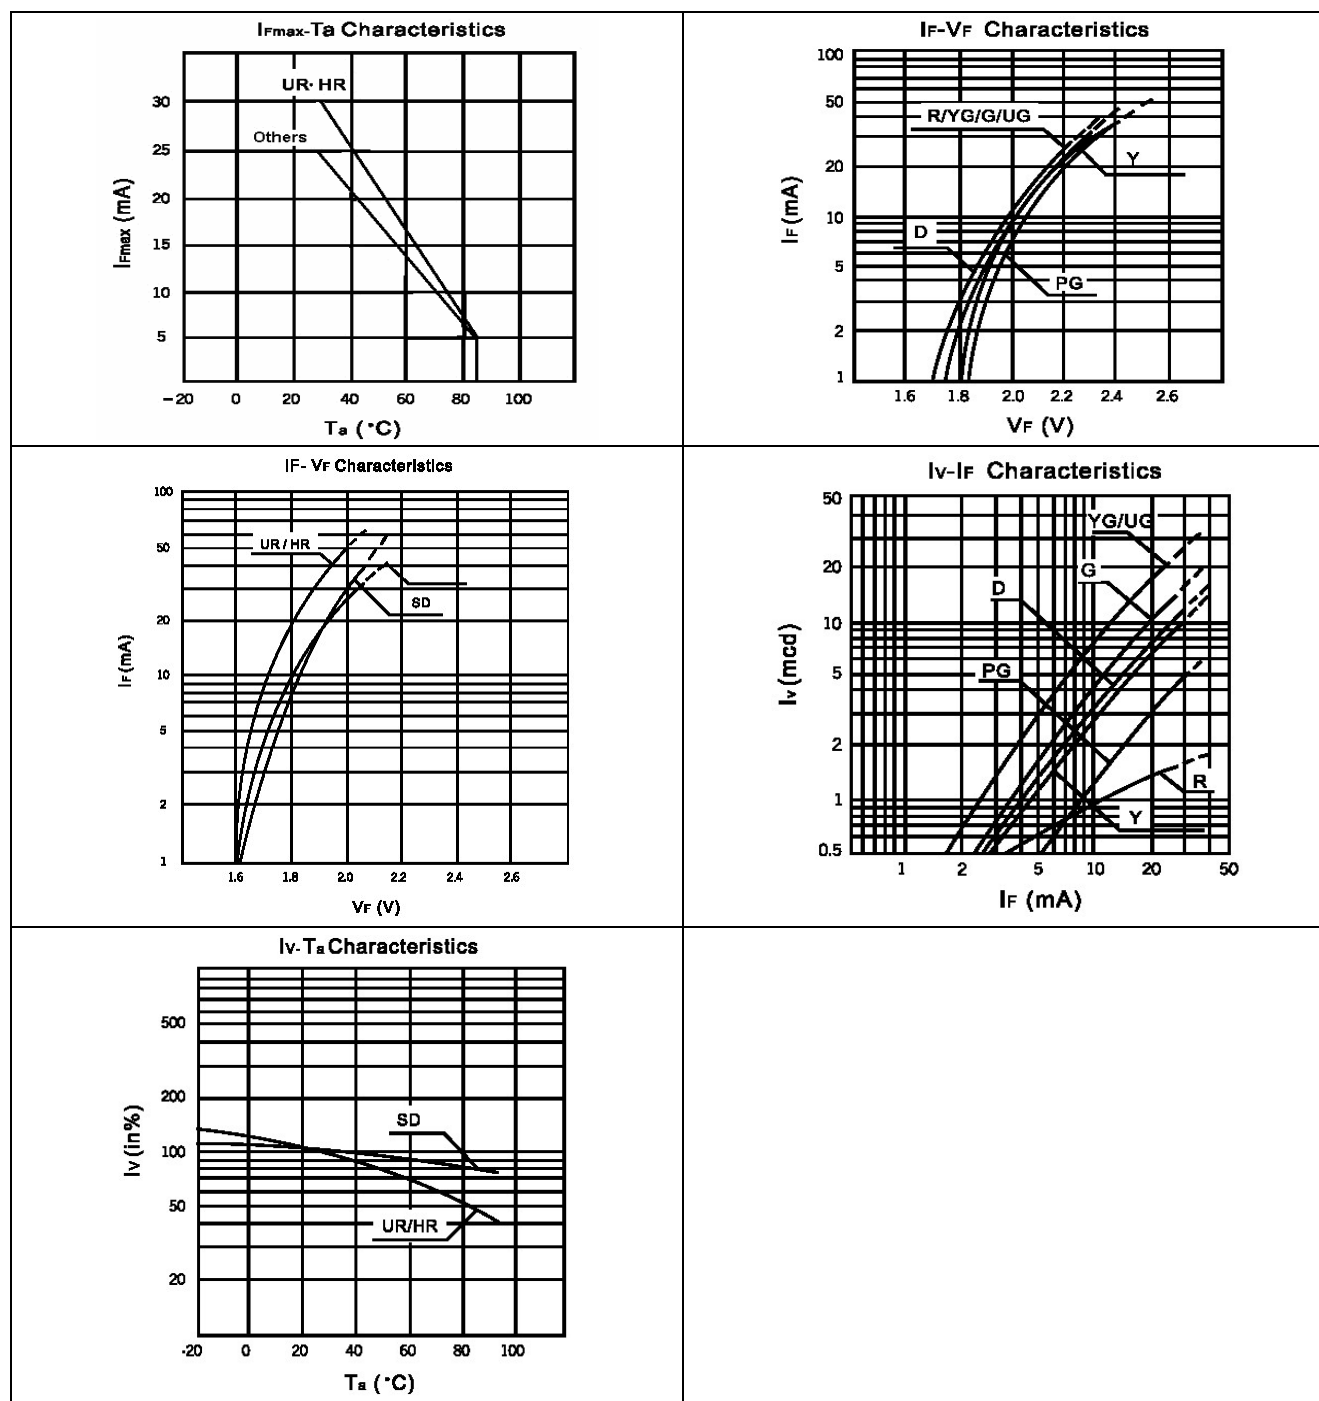 IFmax-Ta Characteristics
UR· HR
Others
30
25
20
15
10
5
IFmax (mA)
-20 0 20 40 60 80 100
Ta (°C)
IF-VF Characteristics
100
50
20
10
5
2
1
IF (mA)
R/YG/G/UG
Y
D
PG
1.6 1.8 2.0 2.2 2.4 2.6
VF (V)
IF- VF Characteristics
100
50
20
10
5
2
1
IF (mA)
UR / HR
SD
1.6 1.8 2.0 2.2 2.4 2.6
VF (V)
Iv-IF Characteristics
50
20
10
5
2
1
0.5
Iv (mcd)
YG/UG
G
D
PG
R
Y
1 2 5 10 20 50
IF (mA)
Iv-Ta Characteristics
500
200
100
50
20
Iv (in%)
SD
UR/HR
-20 0 20 40 60 80 100
Ta (°C)